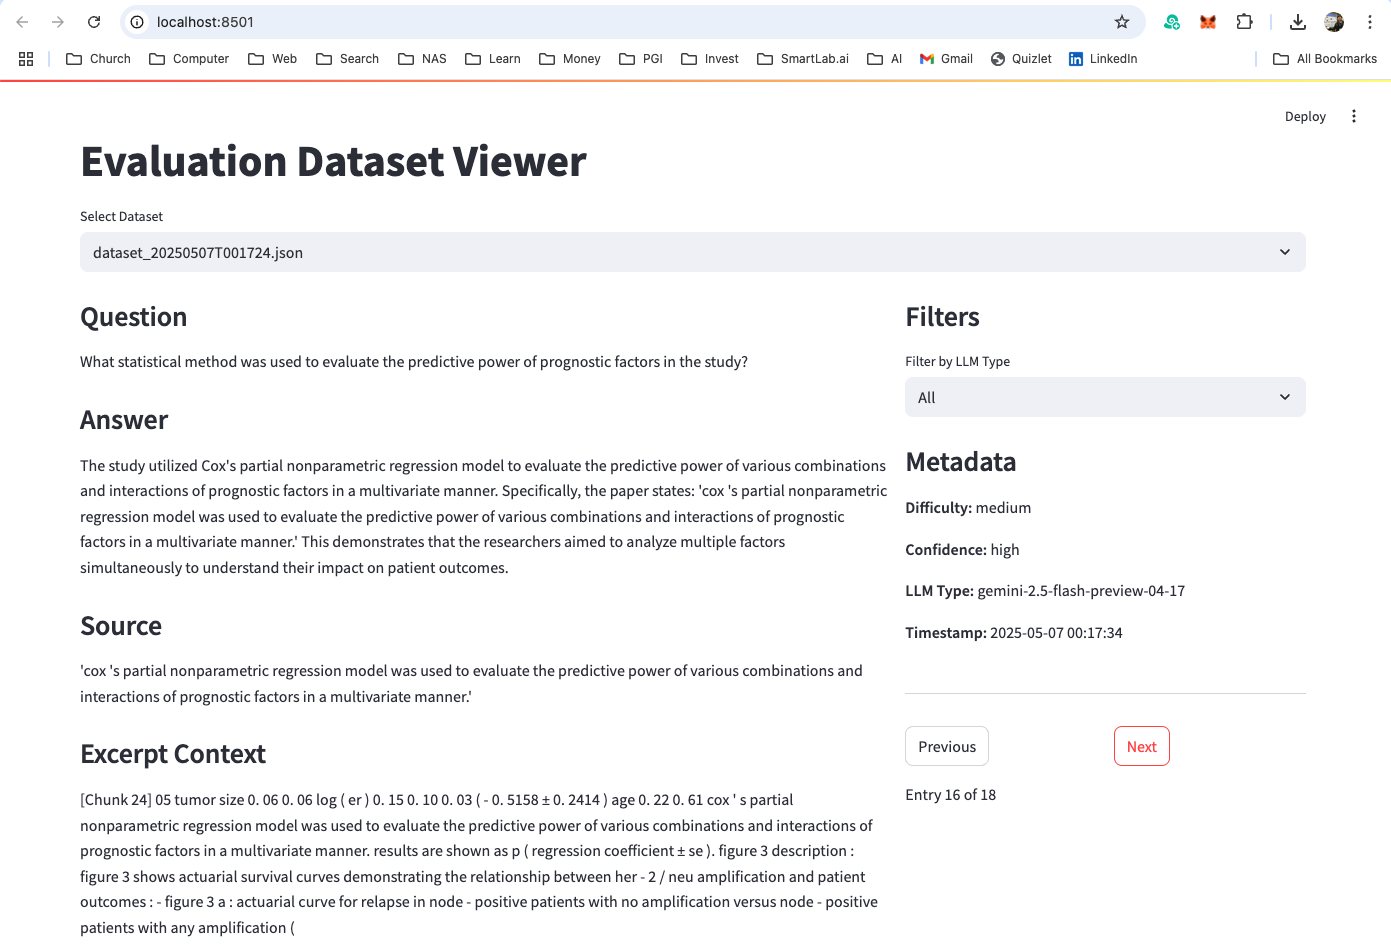 localhost:8501
Church
Computer
Web
Search
NAS
Learn
Money
PGI
Invest
SmartLab.ai
AI
Gmail
Quizlet
LinkedIn
All Bookmarks
Deploy
Evaluation Dataset Viewer
Select Dataset
dataset_20250507T001724.json
Question
What statistical method was used to evaluate the predictive power of prognostic factors in the study?
Answer
The study utilized Cox's partial nonparametric regression model to evaluate the predictive power of various combinations
and interactions of prognostic factors in a multivariate manner. Specifically, the paper states: 'cox 's partial nonparametric
regression model was used to evaluate the predictive power of various combinations and interactions of prognostic
factors in a multivariate manner.' This demonstrates that the researchers aimed to analyze multiple factors
simultaneously to understand their impact on patient outcomes.
Source
'cox 's partial nonparametric regression model was used to evaluate the predictive power of various combinations and
interactions of prognostic factors in a multivariate manner.'
Excerpt Context
[Chunk 24] 05 tumor size 0. 06 0. 06 log ( er ) 0. 15 0. 10 0. 03 ( - 0. 5158 ± 0. 2414 ) age 0. 22 0. 61 cox ' s partial
nonparametric regression model was used to evaluate the predictive power of various combinations and interactions of
prognostic factors in a multivariate manner. results are shown as p ( regression coefficient ± se ). figure 3 description :
figure 3 shows actuarial survival curves demonstrating the relationship between her - 2 / neu amplification and patient
outcomes : - figure 3 a : actuarial curve for relapse in node - positive patients with no amplification versus node - positive
patients with any amplification (
Filters
Filter by LLM Type
All
Metadata
Difficulty: medium
Confidence: high
LLM Type: gemini-2.5-flash-preview-04-17
Timestamp: 2025-05-07 00:17:34
Previous
Next
Entry 16 of 18